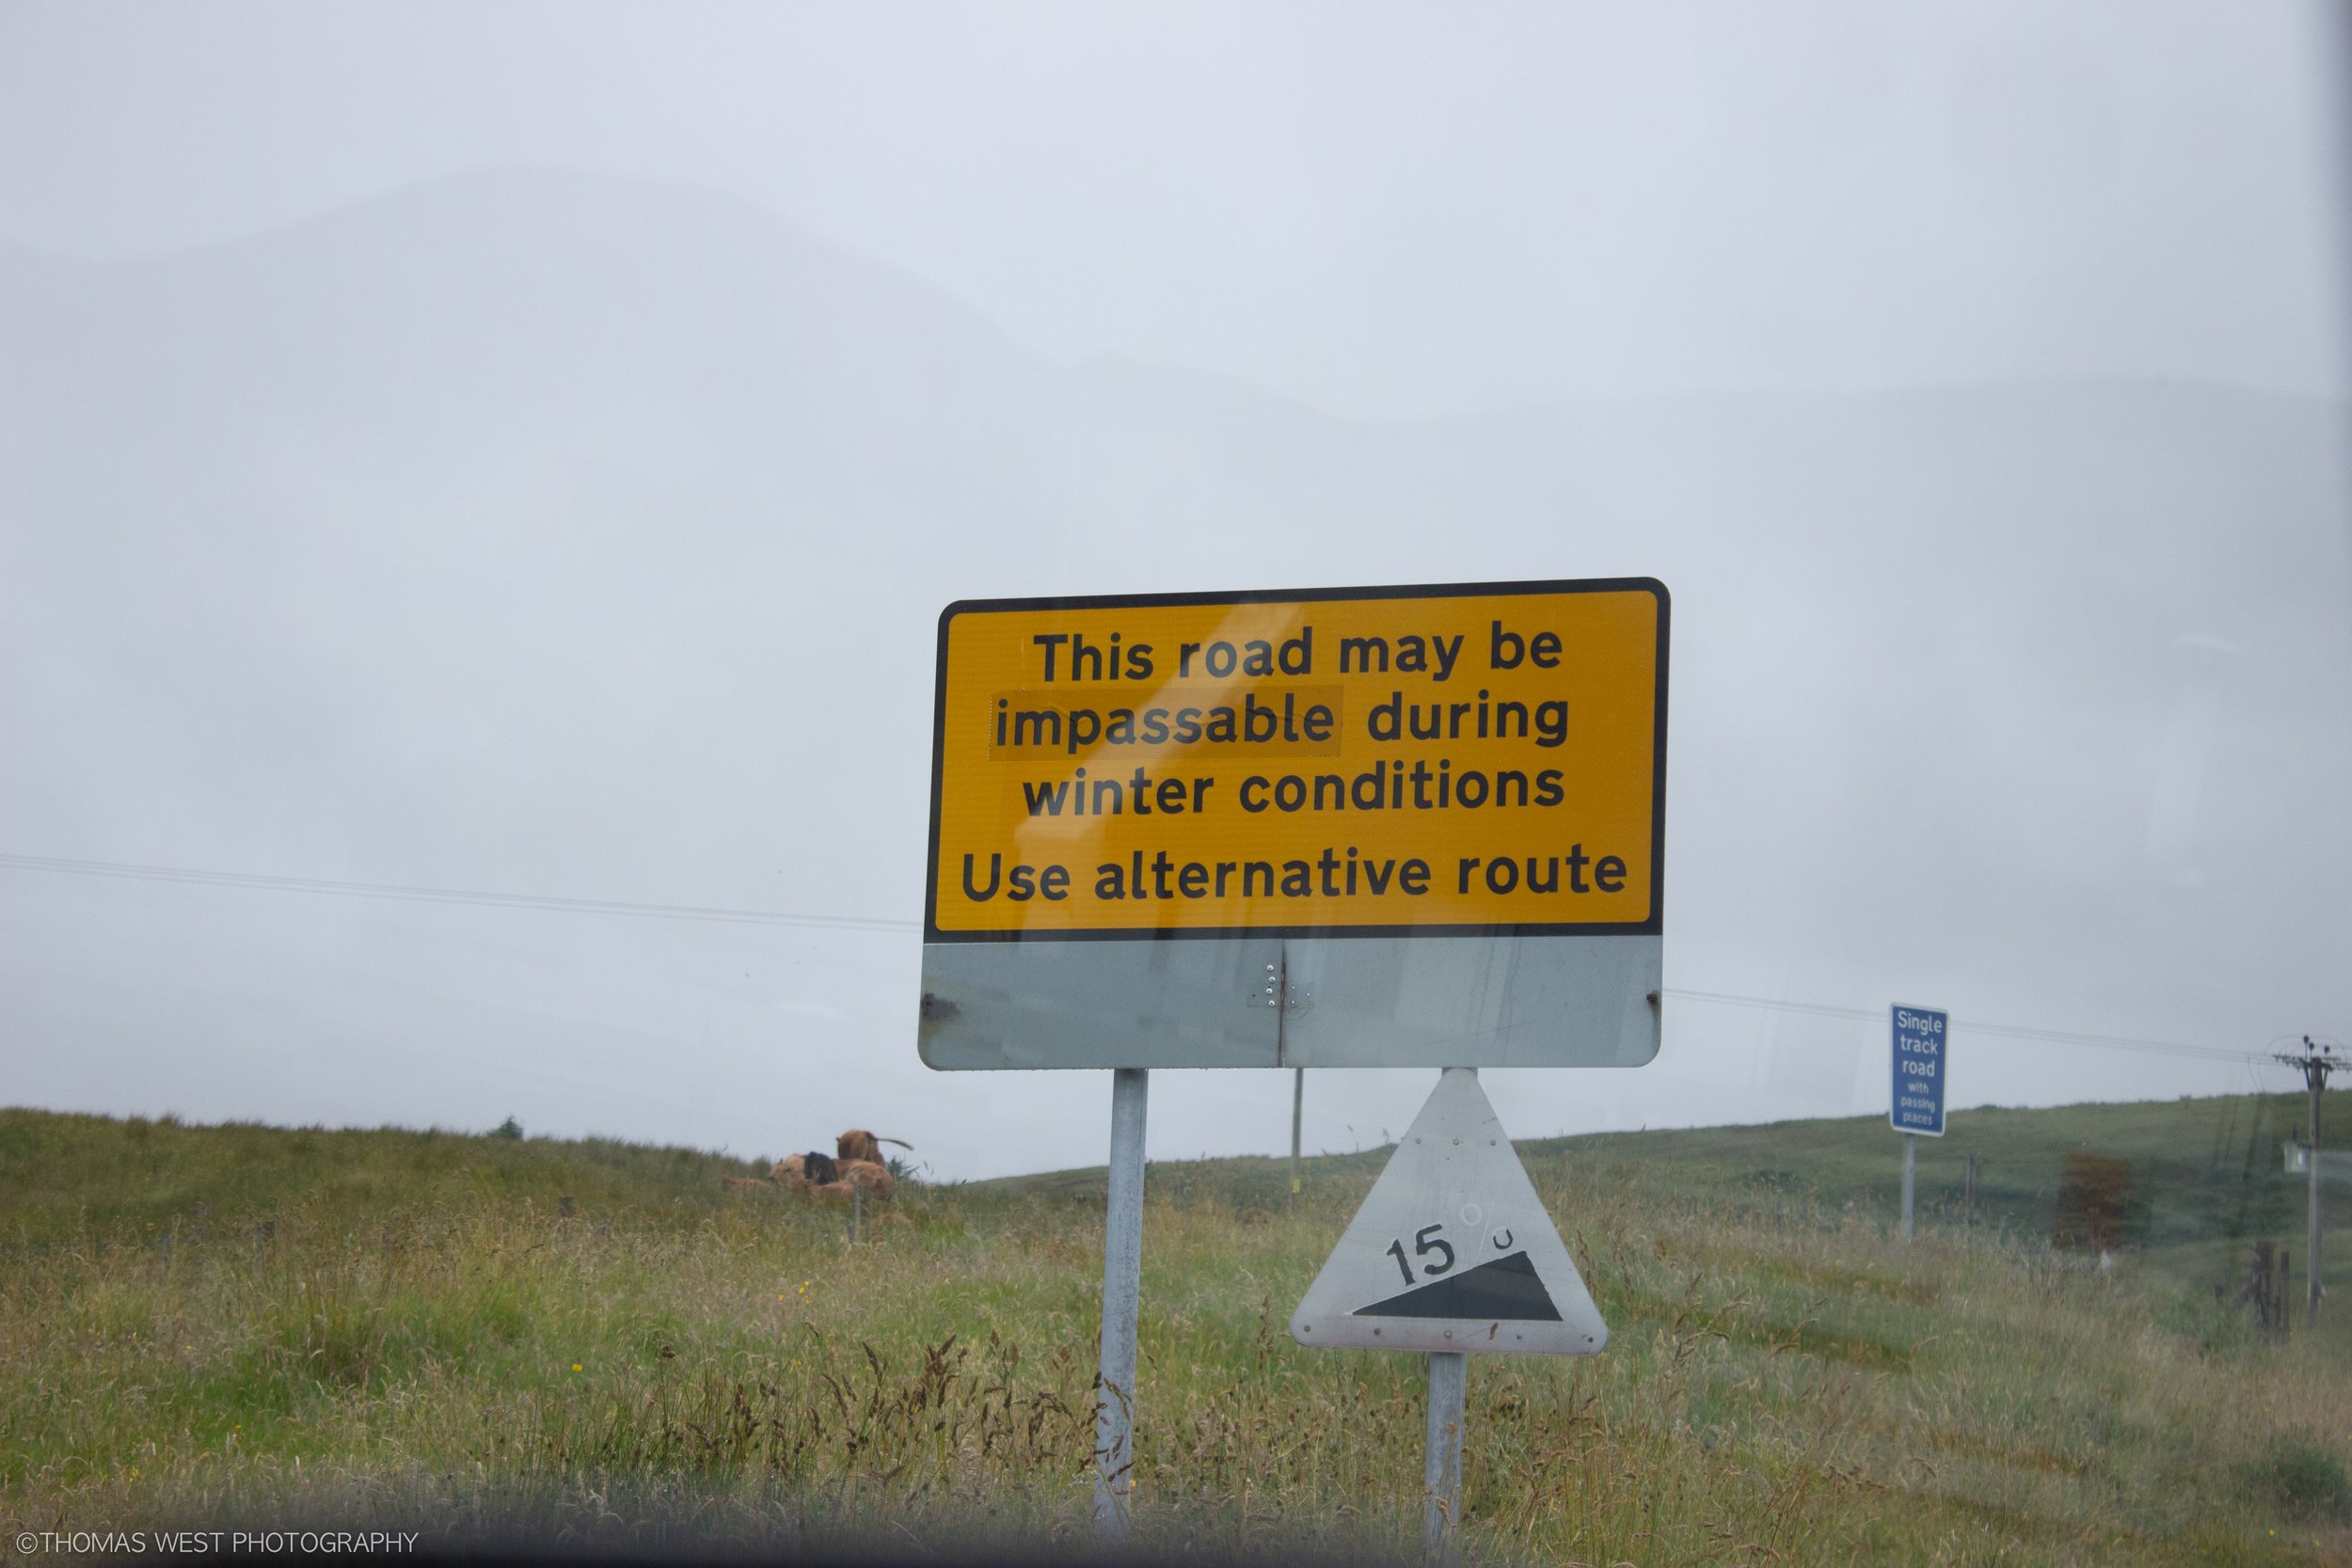 This road may be
impassable during
winter conditions
Use alternative route
Single
track
road
with
passing
places
15%
©THOMAS WEST PHOTOGRAPHY